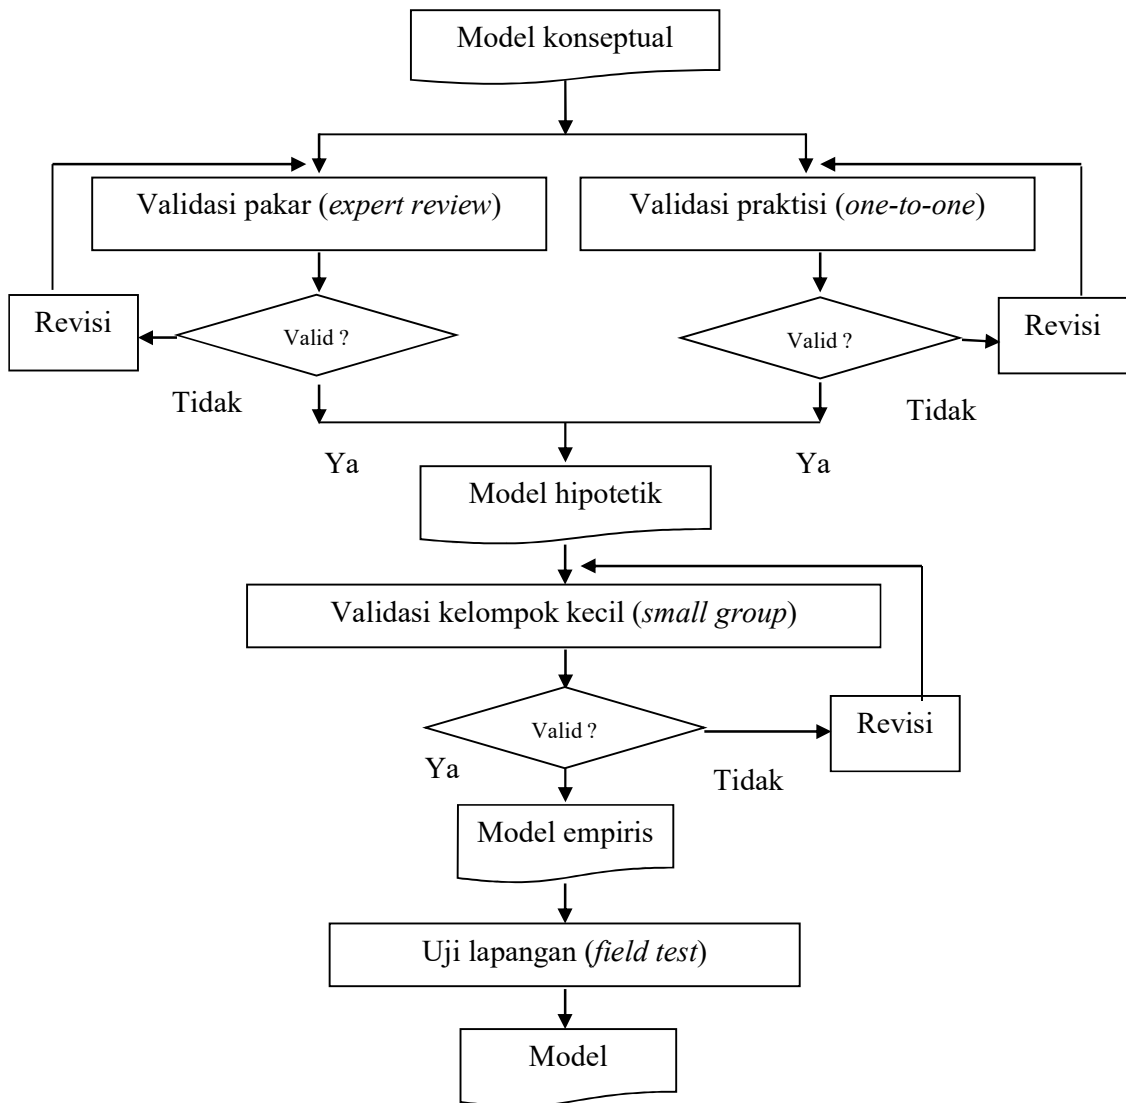 Model konseptual
Validasi pakar (expert review)
Validasi praktisi (one-to-one)
Revisi
Valid ?
Valid ?
Revisi
Tidak
Tidak
Ya
Ya
Model hipotetik
Validasi kelompok kecil (small group)
Valid ?
Revisi
Ya
Tidak
Model empiris
Uji lapangan (field test)
Model